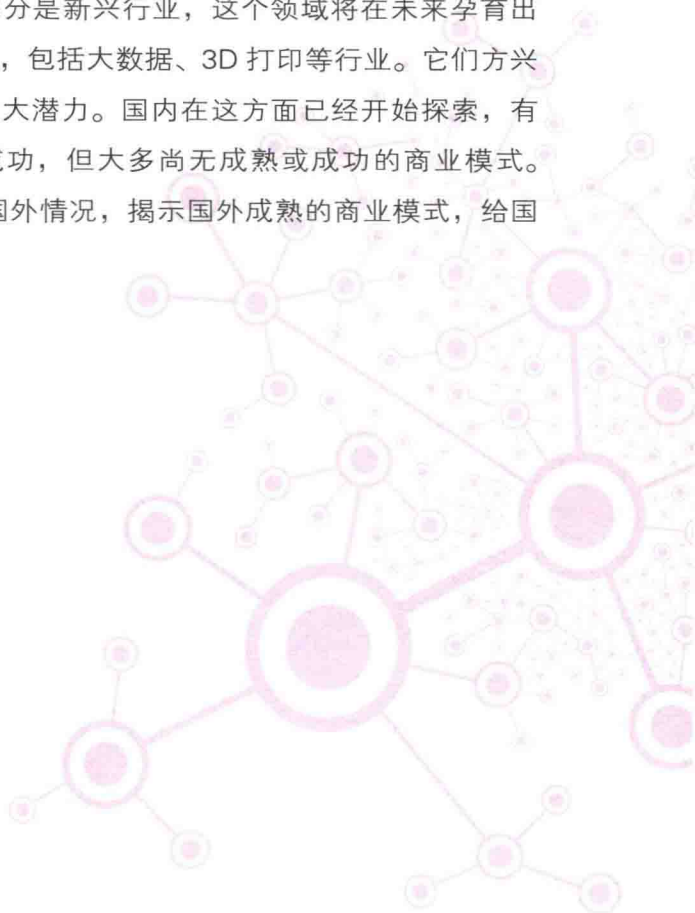 分是新兴行业，这个领域将在未来孕育出
，包括大数据、3D 打印等行业。它们方兴
大潜力。国内在这方面已经开始探索，有
功，但大多尚无成熟或成功的商业模式。
国外情况，揭示国外成熟的商业模式，给国